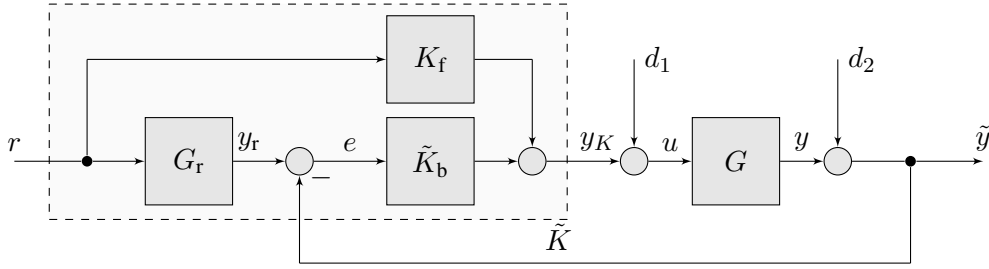 K_f
d_1
d_2
r
G_r
y_r
e
K̃_b
y_K
u
G
y
ỹ
−
K̃